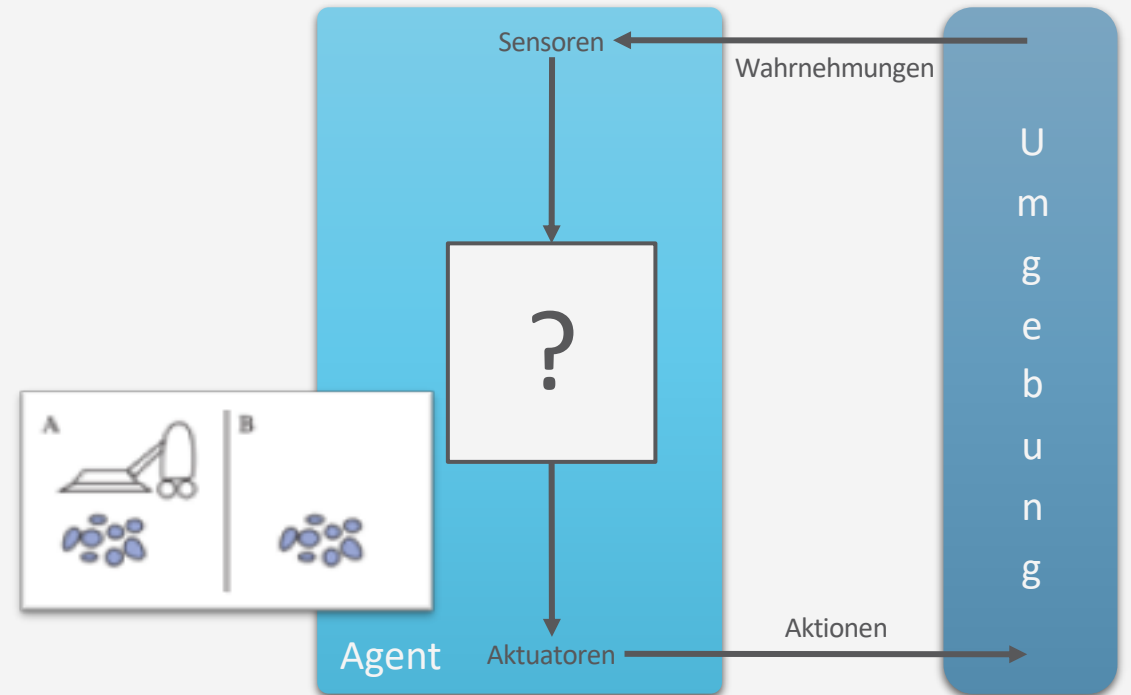 Sensoren
Wahrnehmungen
U
m
g
e
b
u
n
g
?
A
B
Aktionen
Agent
Aktuatoren